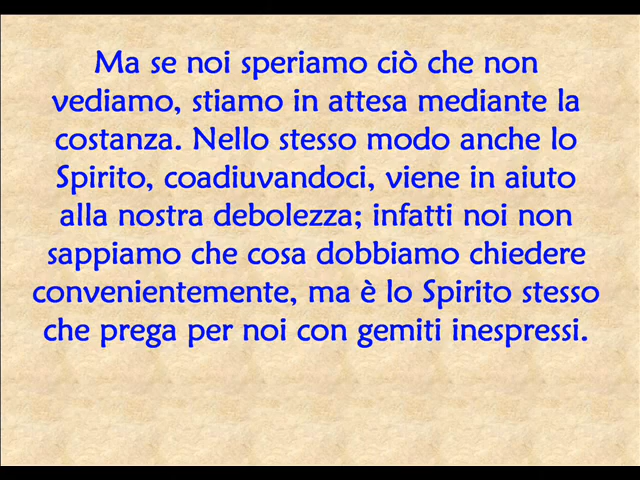 Ma se noi speriamo ciò che non
vediamo, stiamo in attesa mediante la
costanza. Nello stesso modo anche lo
Spirito, coadiuvandoci, viene in aiuto
alla nostra debolezza; infatti noi non
sappiamo che cosa dobbiamo chiedere
convenientemente, ma è lo Spirito stesso
che prega per noi con gemiti inespressi.